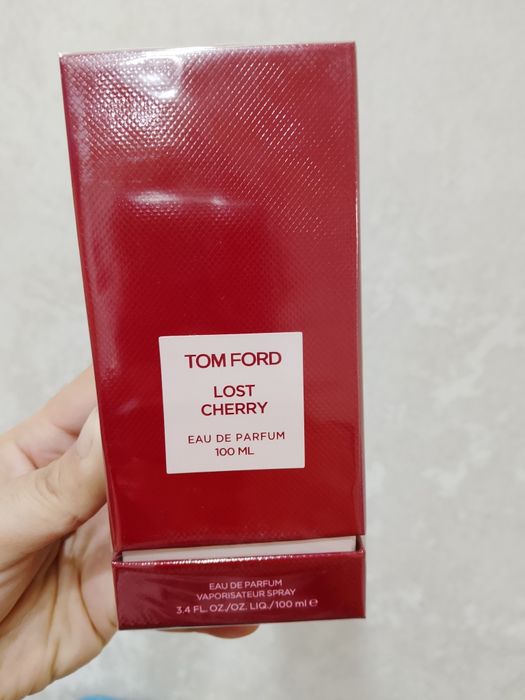 TOM FORD
LOST
CHERRY
EAU DE PARFUM
100 ML
EAU DE PARFUM
VAPORISATEUR SPRAY
3.4 FL. OZ./OZ. LIQ./100 ml ℮